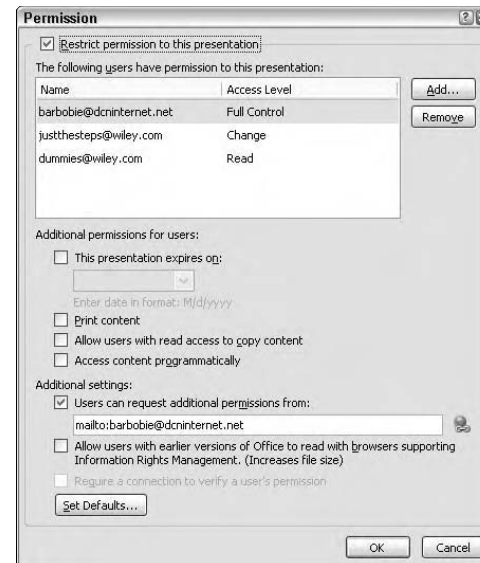 Permission
Restrict permission to this presentation
The following users have permission to this presentation:
Name Access Level
barbobie@dcninternet.net Full Control
justthesteps@wiley.com Change
dummies@wiley.com Read
Add...
Remove
Additional permissions for users:
This presentation expires on:
Enter date in format: M/d/yyyy
Print content
Allow users with read access to copy content
Access content programmatically
Additional settings:
Users can request additional permissions from:
mailto:barbobie@dcninternet.net
Allow users with earlier versions of Office to read with browsers supporting
Information Rights Management. (Increases file size)
Require a connection to verify a user's permission
Set Defaults...
OK Cancel